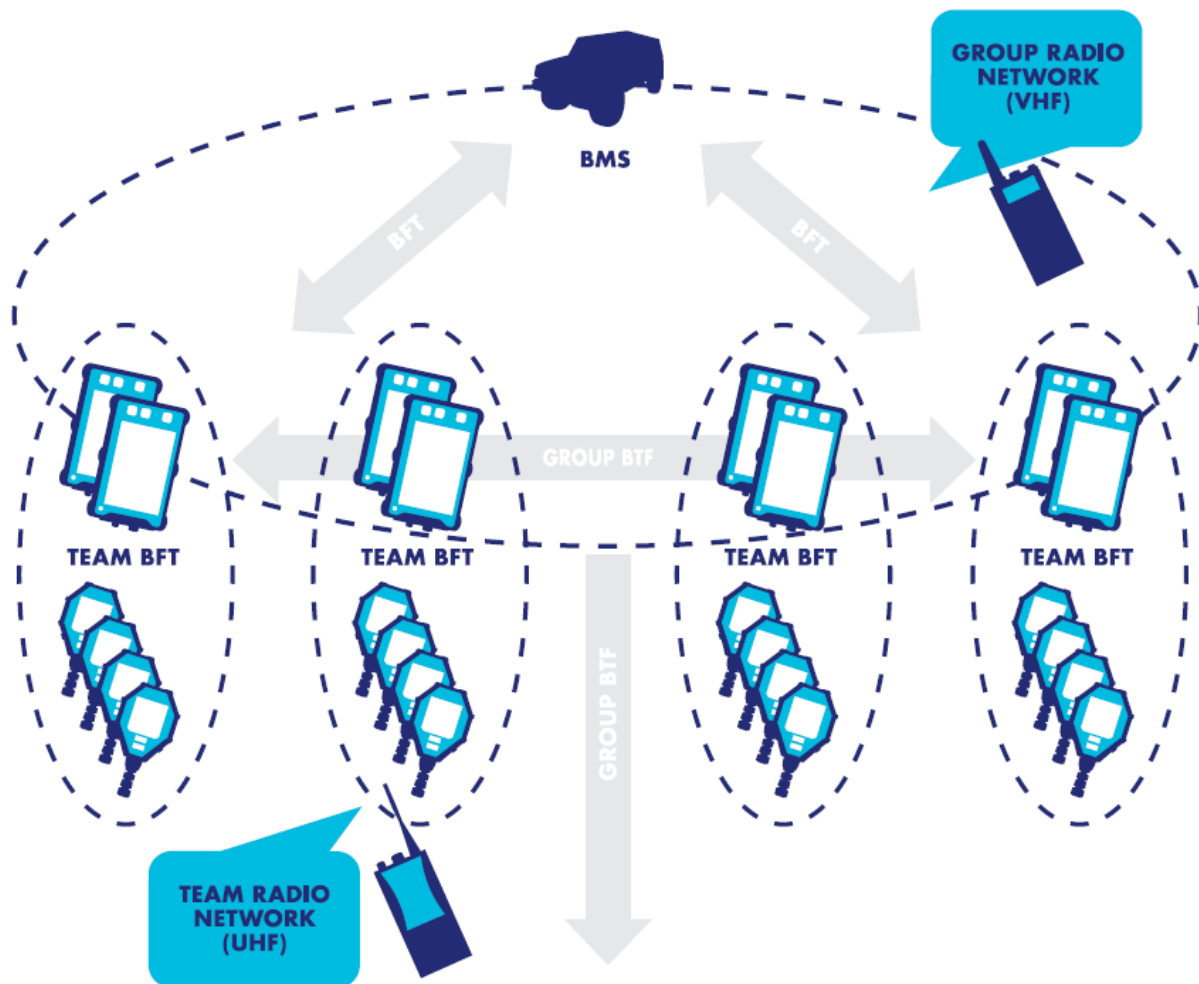 GROUP RADIO
NETWORK
(VHF)
BMS
BFT
BFT
GROUP BTF
TEAM BFT
TEAM BFT
TEAM BFT
TEAM BFT
GROUP BTF
TEAM RADIO
NETWORK
(UHF)